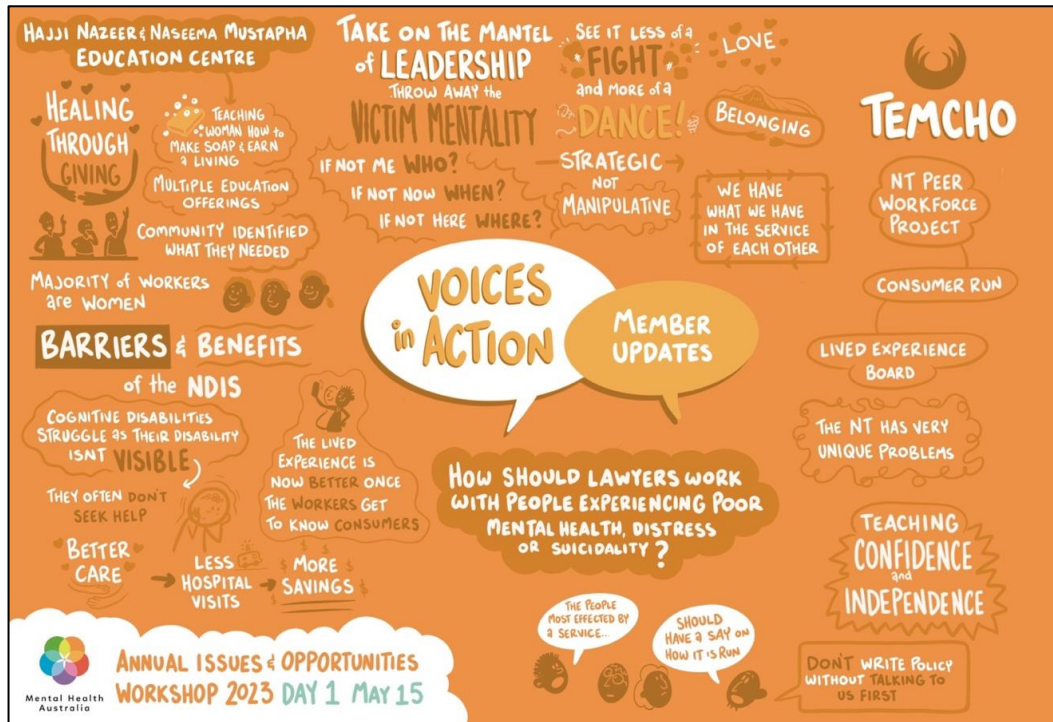 HAJJI NAZEER & NASEEMA MUSTAPHA
EDUCATION CENTRE
HEALING
THROUGH
GIVING
TEACHING
WOMAN HOW TO
MAKE SOAP & EARN
a LIVING
MULTIPLE EDUCATION
OFFERINGS
COMMUNITY IDENTIFIED
WHAT THEY NEEDED
MAJORITY of WORKERS
are WOMEN
BARRIERS & BENEFITS
of the NDIS
COGNITIVE DISABILITIES
STRUGGLE as THEIR DISABILITY
ISNT VISIBLE
THEY OFTEN DON'T
SEEK HELP
THE LIVED
EXPERIENCE IS
NOW BETTER ONCE
THE WORKERS GET
TO KNOW CONSUMERS
BETTER
CARE
LESS
HOSPITAL
VISITS
MORE
SAVINGS
TAKE ON THE MANTEL
of LEADERSHIP
THROW AWAY the
VICTIM MENTALITY
IF NOT ME WHO?
IF NOT NOW WHEN?
IF NOT HERE WHERE?
SEE IT LESS of a
FIGHT
and MORE of a
DANCE!
STRATEGIC
NOT
MANIPULATIVE
LOVE
BELONGING
WE HAVE
WHAT WE HAVE
IN THE SERVICE
OF EACH OTHER
VOICES
in ACTION
MEMBER
UPDATES
HOW SHOULD LAWYERS WORK
WITH PEOPLE EXPERIENCING POOR
MENTAL HEALTH, DISTRESS
OR SUICIDALITY?
THE PEOPLE
MOST EFFECTED BY
a SERVICE...
SHOULD
HAVE A SAY ON
HOW IT IS RUN
DON'T WRITE POLICY
WITHOUT TALKING TO
US FIRST
TEMCHO
NT PEER
WORKFORCE
PROJECT
CONSUMER RUN
LIVED EXPERIENCE
BOARD
THE NT HAS VERY
UNIQUE PROBLEMS
TEACHING
CONFIDENCE
and
INDEPENDENCE
Mental Health
Australia
ANNUAL ISSUES & OPPORTUNITIES
WORKSHOP 2023 DAY 1 MAY 15